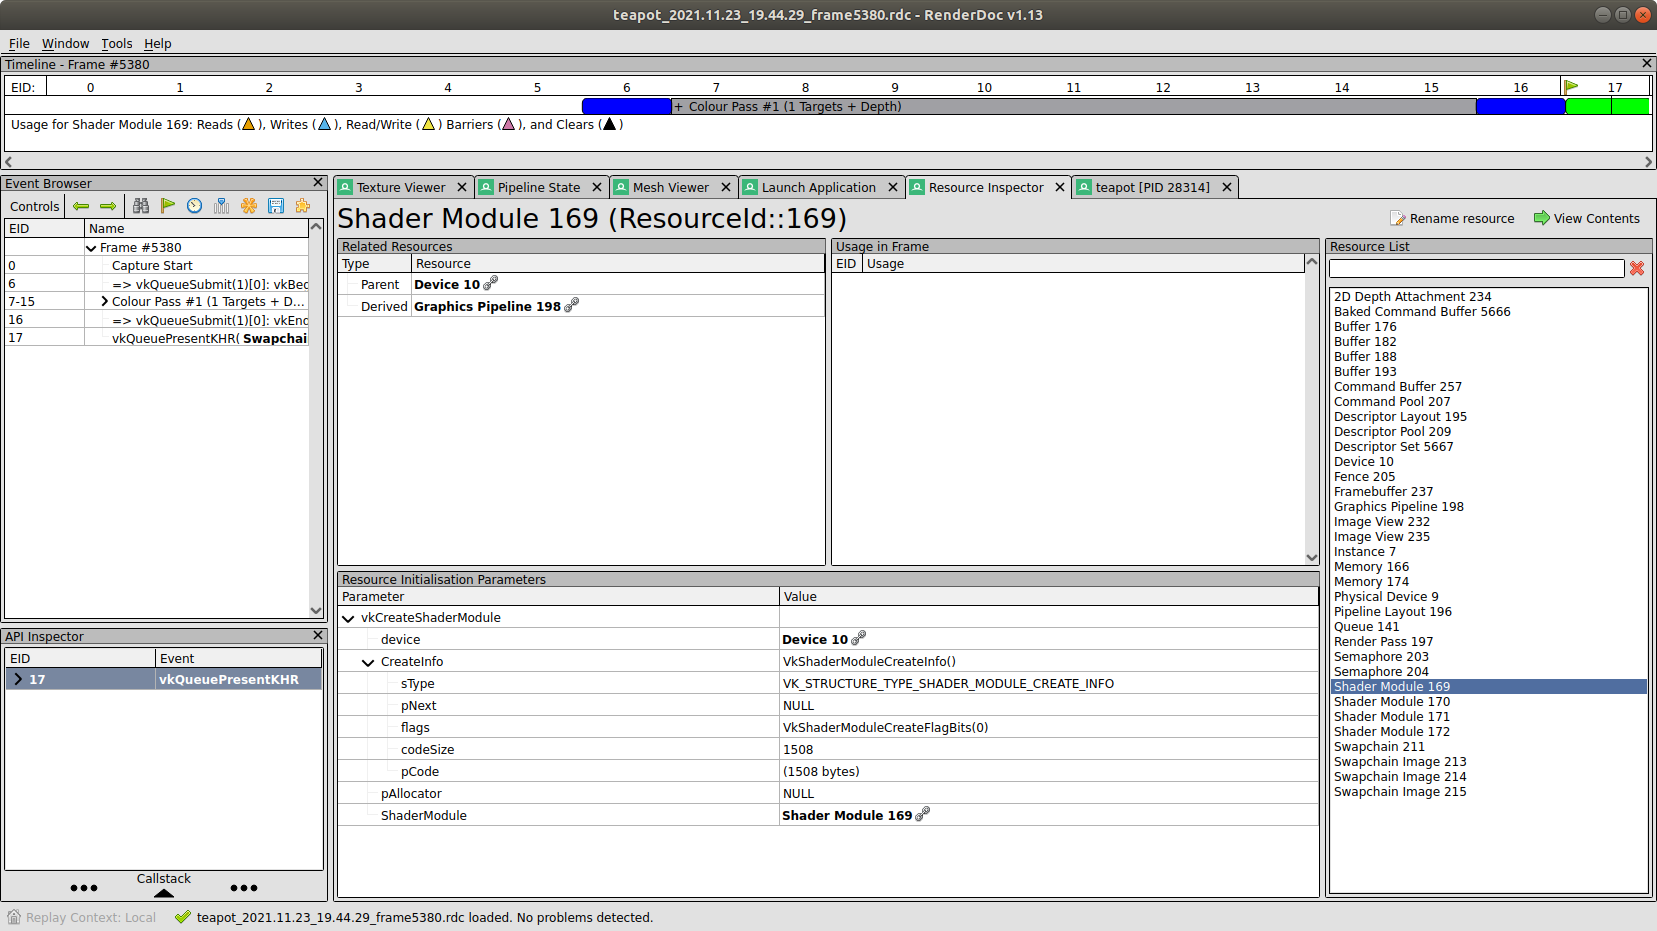 teapot_2021.11.23_19.44.29_frame5380.rdc - RenderDoc v1.13
File Window Tools Help
Timeline - Frame #5380
EID: 0 1 2 3 4 5 6 7 8 9 10 11 12 13 14 15 16 17
+ Colour Pass #1 (1 Targets + Depth)
Usage for Shader Module 169: Reads ( ), Writes ( ), Read/Write ( ) Barriers ( ), and Clears ( )
Event Browser
Controls
EID Name
Frame #5380
0 Capture Start
6 => vkQueueSubmit(1)[0]: vkBeg
7-15 Colour Pass #1 (1 Targets + D...
16 => vkQueueSubmit(1)[0]: vkEnd
17 vkQueuePresentKHR( Swapchai
API Inspector
EID Event
17 vkQueuePresentKHR
Callstack
Texture Viewer Pipeline State Mesh Viewer Launch Application Resource Inspector teapot [PID 28314]
Shader Module 169 (ResourceId::169)
Rename resource View Contents
Related Resources
Type Resource
Parent Device 10
Derived Graphics Pipeline 198
Usage in Frame
EID Usage
Resource Initialisation Parameters
Parameter Value
vkCreateShaderModule
device Device 10
CreateInfo VkShaderModuleCreateInfo()
sType VK_STRUCTURE_TYPE_SHADER_MODULE_CREATE_INFO
pNext NULL
flags VkShaderModuleCreateFlagBits(0)
codeSize 1508
pCode (1508 bytes)
pAllocator NULL
ShaderModule Shader Module 169
Resource List
2D Depth Attachment 234
Baked Command Buffer 5666
Buffer 176
Buffer 182
Buffer 188
Buffer 193
Command Buffer 257
Command Pool 207
Descriptor Layout 195
Descriptor Pool 209
Descriptor Set 5667
Device 10
Fence 205
Framebuffer 237
Graphics Pipeline 198
Image View 232
Image View 235
Instance 7
Memory 166
Memory 174
Physical Device 9
Pipeline Layout 196
Queue 141
Render Pass 197
Semaphore 203
Semaphore 204
Shader Module 169
Shader Module 170
Shader Module 171
Shader Module 172
Swapchain 211
Swapchain Image 213
Swapchain Image 214
Swapchain Image 215
Replay Context: Local teapot_2021.11.23_19.44.29_frame5380.rdc loaded. No problems detected.